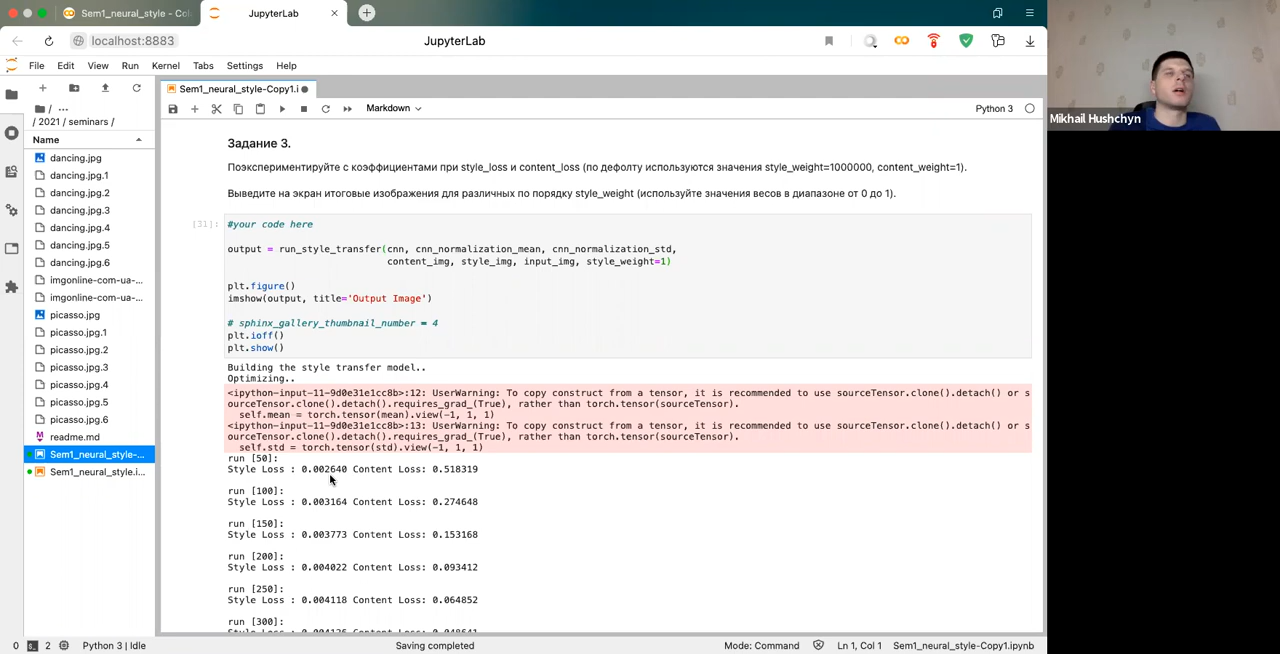 Sem1_neural_style - Col
JupyterLab
localhost:8883
JupyterLab
File Edit View Run Kernel Tabs Settings Help
Sem1_neural_style-Copy1.i
Markdown
Python 3
/ ...
/ 2021 / seminars /
Name
dancing.jpg
dancing.jpg.1
dancing.jpg.2
dancing.jpg.3
dancing.jpg.4
dancing.jpg.5
dancing.jpg.6
imgonline-com-ua-...
imgonline-com-ua-...
picasso.jpg
picasso.jpg.1
picasso.jpg.2
picasso.jpg.3
picasso.jpg.4
picasso.jpg.5
picasso.jpg.6
readme.md
Sem1_neural_style-...
Sem1_neural_style.i...
Задание 3.
Поэкспериментируйте с коэффициентами при style_loss и content_loss (по дефолту используются значения style_weight=1000000, content_weight=1).
Выведите на экран итоговые изображения для различных по порядку style_weight (используйте значения весов в диапазоне от 0 до 1).
[31]:
#your code here
output = run_style_transfer(cnn, cnn_normalization_mean, cnn_normalization_std,
content_img, style_img, input_img, style_weight=1)
plt.figure()
imshow(output, title='Output Image')
# sphinx_gallery_thumbnail_number = 4
plt.ioff()
plt.show()
Building the style transfer model..
Optimizing..
<ipython-input-11-9d0e31e1cc8b>:12: UserWarning: To copy construct from a tensor, it is recommended to use sourceTensor.clone().detach() or s
ourceTensor.clone().detach().requires_grad_(True), rather than torch.tensor(sourceTensor).
self.mean = torch.tensor(mean).view(-1, 1, 1)
<ipython-input-11-9d0e31e1cc8b>:13: UserWarning: To copy construct from a tensor, it is recommended to use sourceTensor.clone().detach() or s
ourceTensor.clone().detach().requires_grad_(True), rather than torch.tensor(sourceTensor).
self.std = torch.tensor(std).view(-1, 1, 1)
run [50]:
Style Loss : 0.002640 Content Loss: 0.518319
run [100]:
Style Loss : 0.003164 Content Loss: 0.274648
run [150]:
Style Loss : 0.003773 Content Loss: 0.153168
run [200]:
Style Loss : 0.004022 Content Loss: 0.093412
run [250]:
Style Loss : 0.004118 Content Loss: 0.064852
run [300]:
Style Loss : 0.004126 Content Loss: 0.048641
0 2 Python 3 | Idle
Saving completed
Mode: Command
Ln 1, Col 1
Sem1_neural_style-Copy1.ipynb
Mikhail Hushchyn